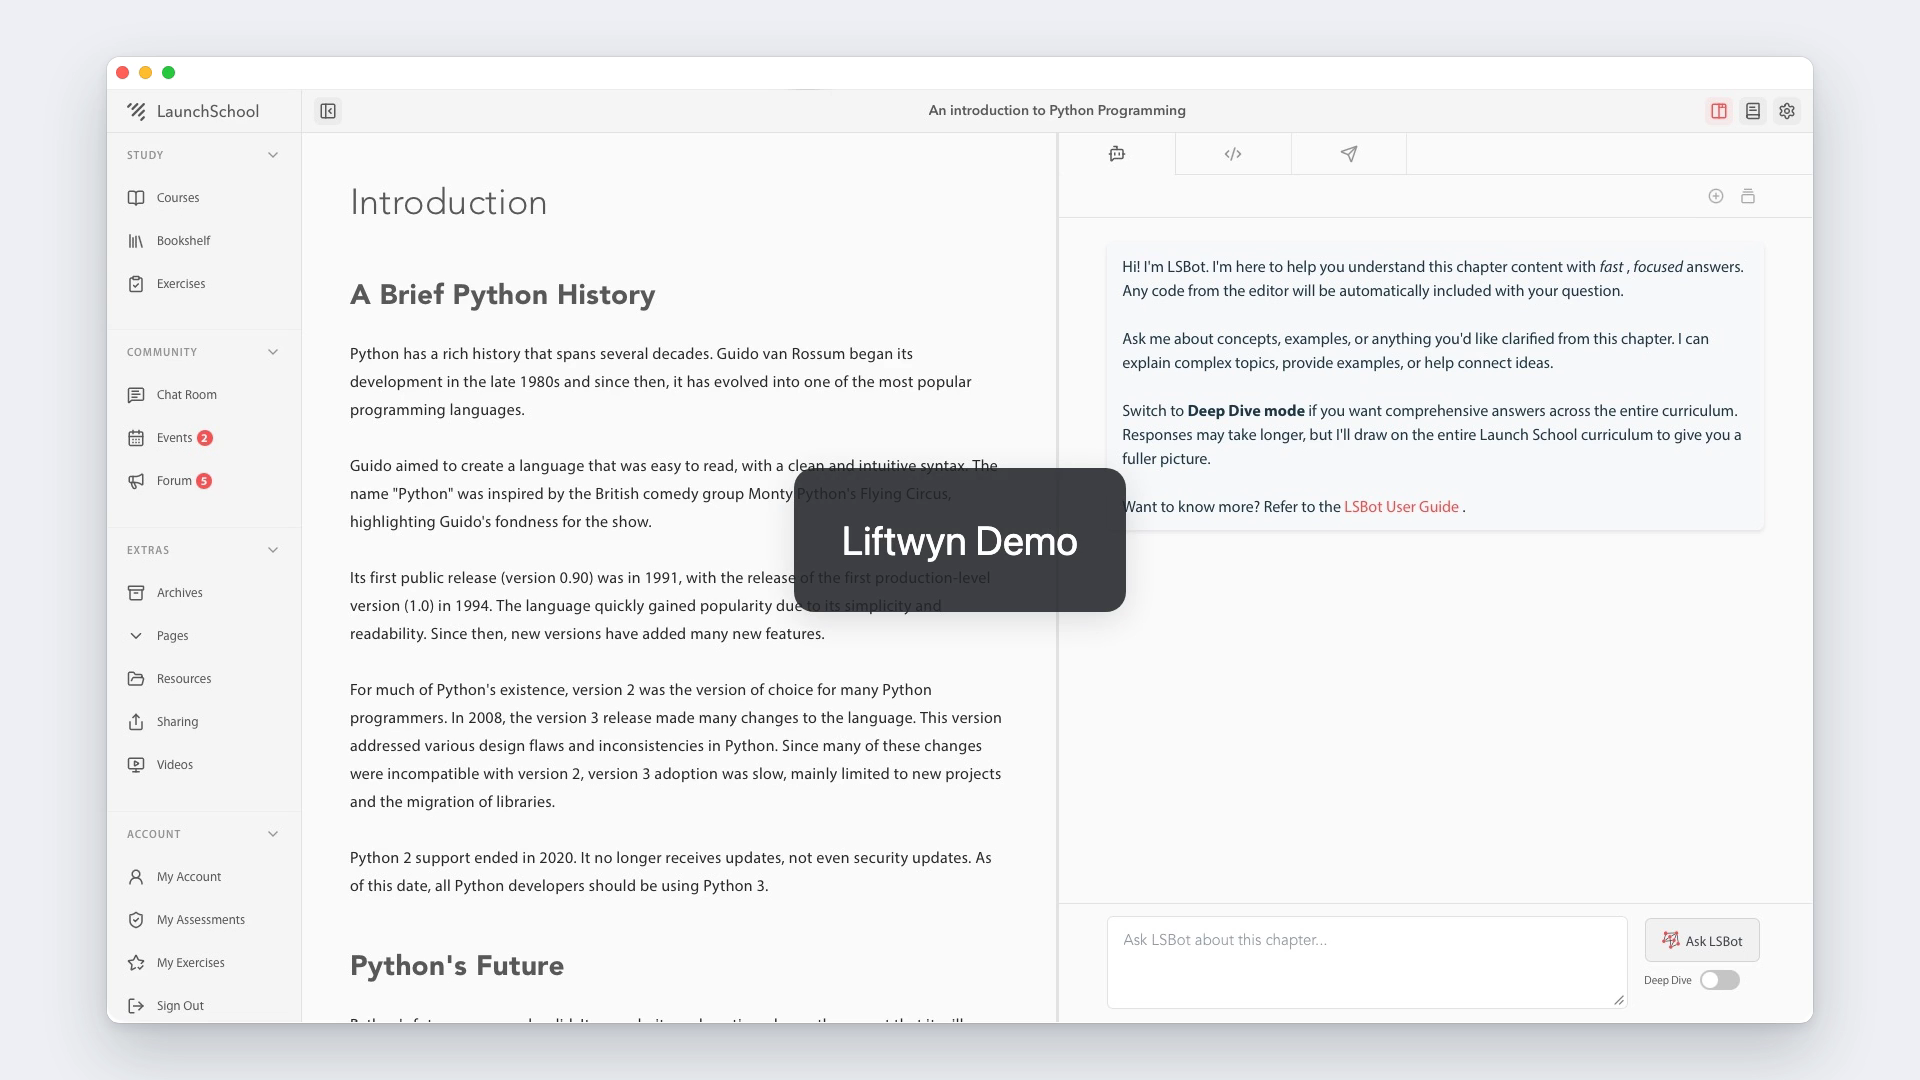 LaunchSchool
An introduction to Python Programming
STUDY
Courses
Bookshelf
Exercises
COMMUNITY
Chat Room
Events 2
Forum 5
EXTRAS
Archives
Pages
Resources
Sharing
Videos
ACCOUNT
My Account
My Assessments
My Exercises
Sign Out
Introduction
A Brief Python History
Python has a rich history that spans several decades. Guido van Rossum began its
development in the late 1980s and since then, it has evolved into one of the most popular
programming languages.
Guido aimed to create a language that was easy to read, with a clean and intuitive syntax. The
name "Python" was inspired by the British comedy group Monty Python's Flying Circus,
highlighting Guido's fondness for the show.
Its first public release (version 0.90) was in 1991, with the release of the first production-level
version (1.0) in 1994. The language quickly gained popularity due to its simplicity and
readability. Since then, new versions have added many new features.
For much of Python's existence, version 2 was the version of choice for many Python
programmers. In 2008, the version 3 release made many changes to the language. This version
addressed various design flaws and inconsistencies in Python. Since many of these changes
were incompatible with version 2, version 3 adoption was slow, mainly limited to new projects
and the migration of libraries.
Python 2 support ended in 2020. It no longer receives updates, not even security updates. As
of this date, all Python developers should be using Python 3.
Python's Future
Liftwyn Demo
Hi! I'm LSBot. I'm here to help you understand this chapter content with fast , focused answers.
Any code from the editor will be automatically included with your question.
Ask me about concepts, examples, or anything you'd like clarified from this chapter. I can
explain complex topics, provide examples, or help connect ideas.
Switch to Deep Dive mode if you want comprehensive answers across the entire curriculum.
Responses may take longer, but I'll draw on the entire Launch School curriculum to give you a
fuller picture.
Want to know more? Refer to the LSBot User Guide .
Ask LSBot about this chapter...
Ask LSBot
Deep Dive